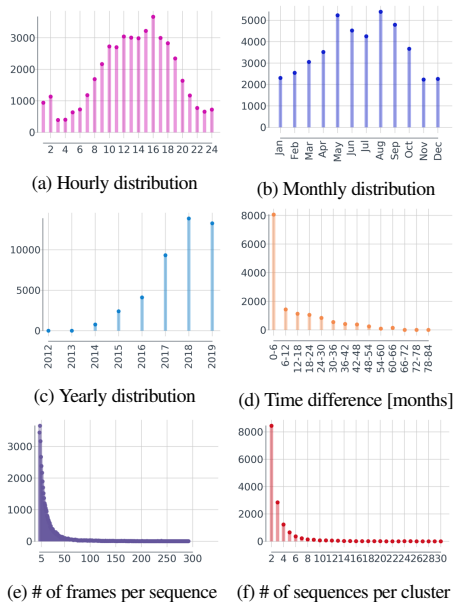 3000
2000
1000
0
2 4 6 8 10 12 14 16 18 20 22 24
(a) Hourly distribution
5000
4000
3000
2000
1000
0
Jan Feb Mar Apr May Jun Jul Aug Sep Oct Nov Dec
(b) Monthly distribution
10000
5000
0
2012 2013 2014 2015 2016 2017 2018 2019
(c) Yearly distribution
8000
6000
4000
2000
0
0-6 6-12 12-18 18-24 24-30 30-36 36-42 42-48 48-54 54-60 60-66 66-72 72-78 78-84
(d) Time difference [months]
3000
2000
1000
0
5 50 100 150 200 250 300
(e) # of frames per sequence
8000
6000
4000
2000
0
2 4 6 8 10 12 14 16 18 20 22 24 26 28 30
(f) # of sequences per cluster